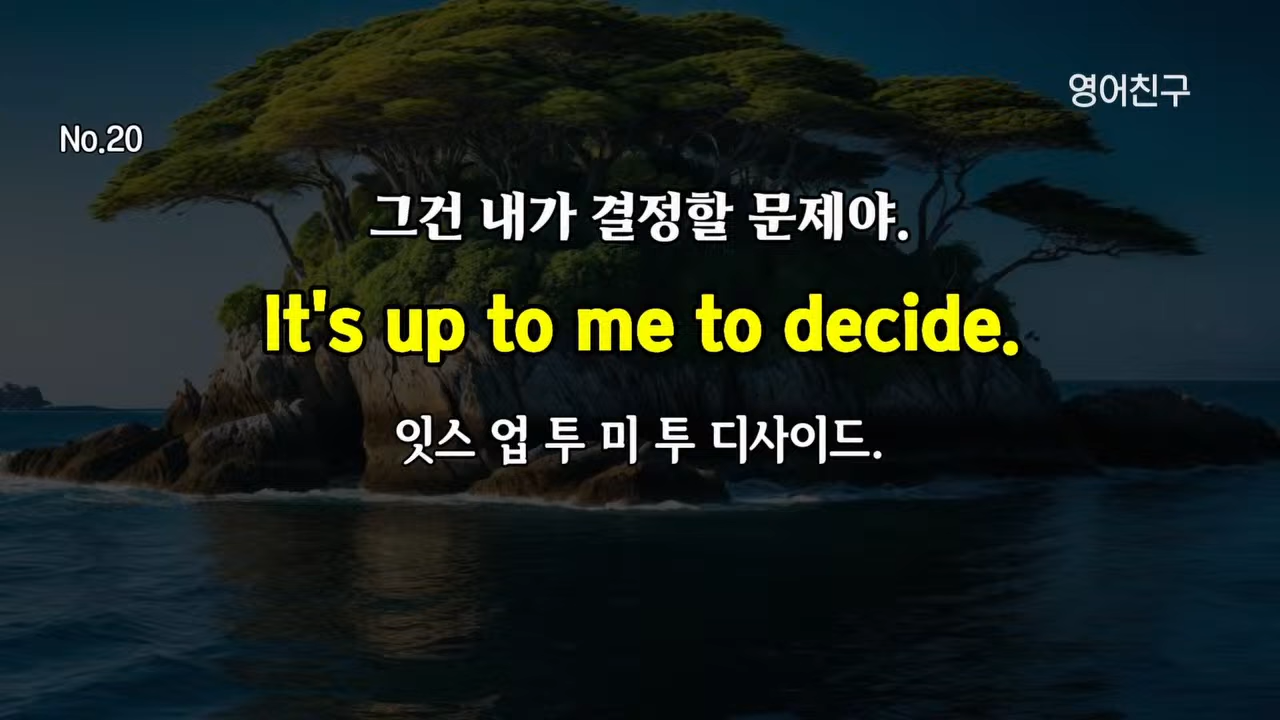 영어친구
No.20
그건 내가 결정할 문제야.
It's up to me to decide.
잇스 업 투 미 투 디사이드.